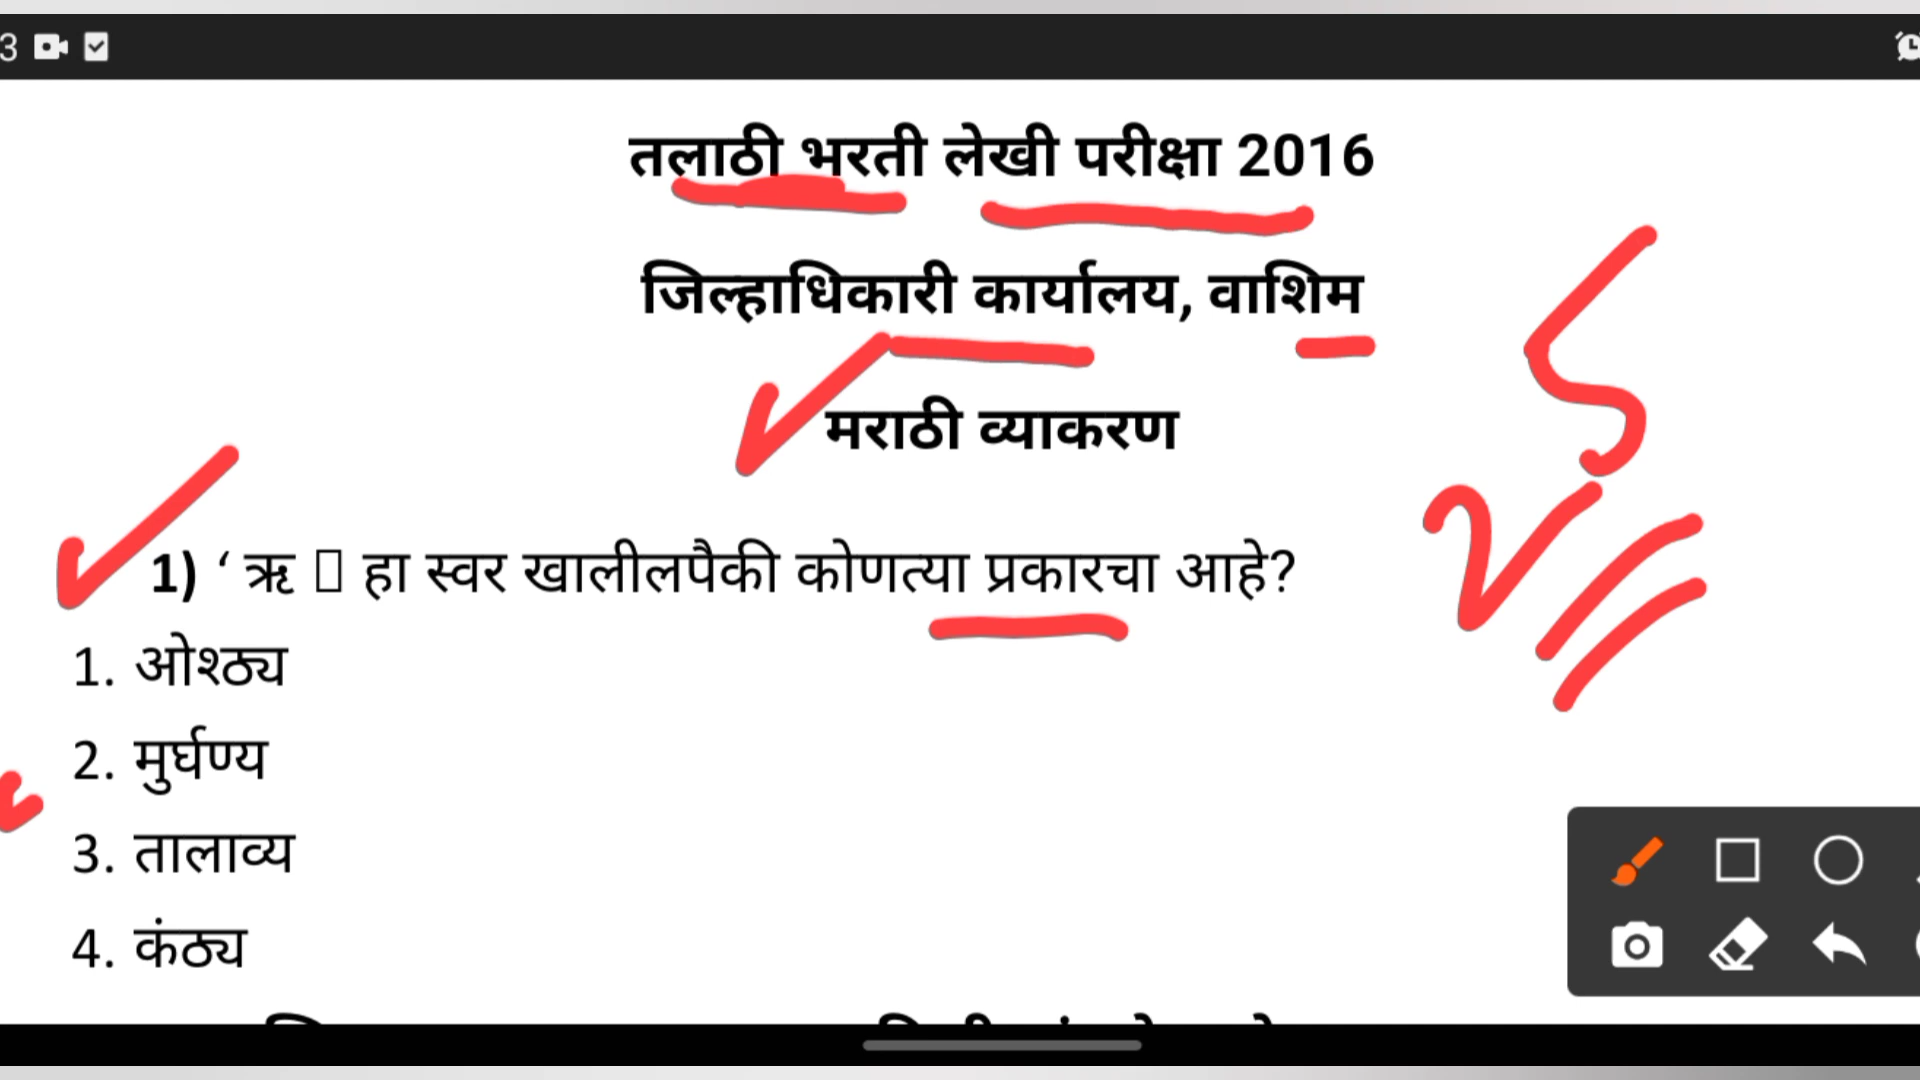 3
तलाठी भरती लेखी परीक्षा 2016
जिल्हाधिकारी कार्यालय, वाशिम
मराठी व्याकरण
1) ‘ ऋ  हा स्वर खालीलपैकी कोणत्या प्रकारचा आहे?
1. ओश्ठ्य
2. मुर्घण्य
3. तालाव्य
4. कंठ्य